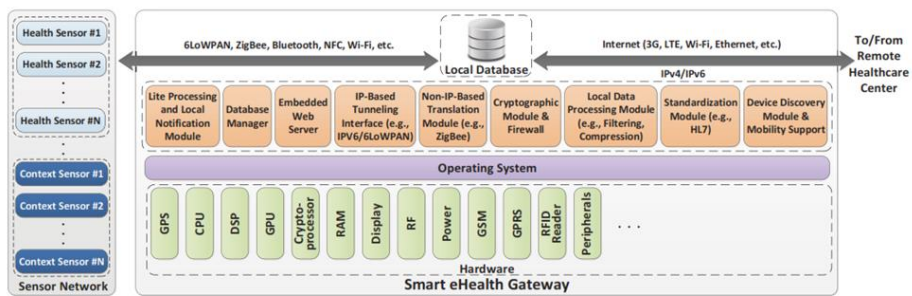 Health Sensor #1
Health Sensor #2
Health Sensor #N
Context Sensor #1
Context Sensor #2
Context Sensor #N
Sensor Network
6LoWPAN, ZigBee, Bluetooth, NFC, Wi-Fi, etc.
Local Database
Internet (3G, LTE, Wi-Fi, Ethernet, etc.)
IPv4/IPv6
To/From
Remote
Healthcare
Center
Lite Processing
and Local
Notification
Module
Database
Manager
Embedded
Web
Server
IP-Based
Tunneling
Interface (e.g.,
IPV6/6LoWPAN)
Non-IP-Based
Translation
Module (e.g.,
ZigBee)
Cryptographic
Module &
Firewall
Local Data
Processing Module
(e.g., Filtering,
Compression)
Standardization
Module (e.g.,
HL7)
Device Discovery
Module &
Mobility Support
Operating System
GPS
CPU
DSP
GPU
Crypto-
processor
RAM
Display
RF
Power
GSM
GPRS
RFID
Reader
Peripherals
. . .
Hardware
Smart eHealth Gateway